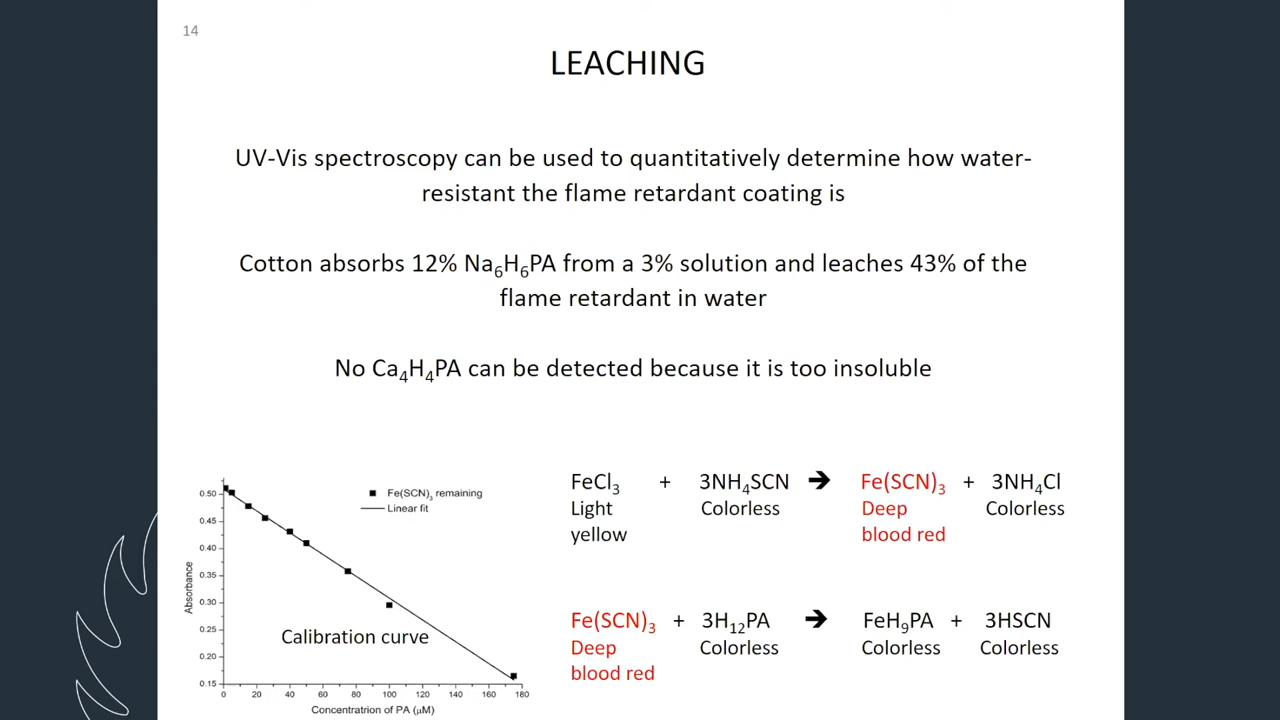 14
LEACHING
UV-Vis spectroscopy can be used to quantitatively determine how water-
resistant the flame retardant coating is
Cotton absorbs 12% Na₆H₆PA from a 3% solution and leaches 43% of the
flame retardant in water
No Ca₄H₄PA can be detected because it is too insoluble
FeCl₃ + 3NH₄SCN 🡲 Fe(SCN)₃ + 3NH₄Cl
Light Colorless Deep Colorless
yellow blood red
Fe(SCN)₃ + 3H₁₂PA 🡲 FeH₉PA + 3HSCN
Deep Colorless Colorless Colorless
blood red
Fe(SCN)₃ remaining
Linear fit
Absorbance
0.50
0.45
0.40
0.35
0.30
0.25
0.20
0.15
Calibration curve
0 20 40 60 80 100 120 140 160 180
Concentratrion of PA (μM)